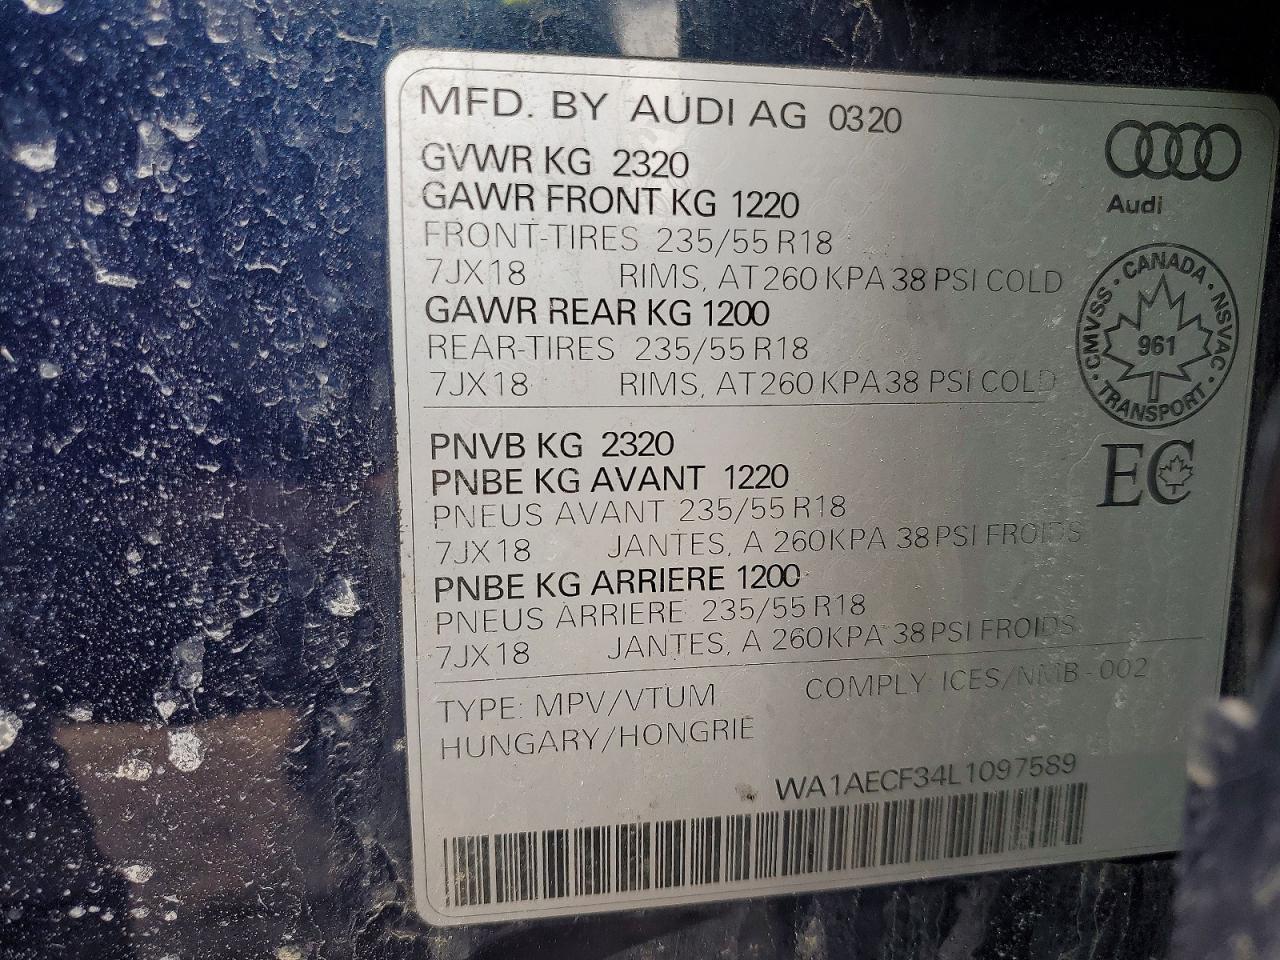 MFD. BY AUDI AG 0320
GVWR KG 2320
GAWR FRONT KG 1220
FRONT-TIRES 235/55 R18
7JX18 RIMS, AT 260 KPA 38 PSI COLD
GAWR REAR KG 1200
REAR-TIRES 235/55 R18
7JX18 RIMS, AT 260 KPA 38 PSI COLD
Audi
CANADA · NSVAC · TRANSPORT · CMVSS
961
EC
PNVB KG 2320
PNBE KG AVANT 1220
PNEUS AVANT 235/55 R18
7JX18 JANTES, A 260KPA 38 PSI FROIDS
PNBE KG ARRIERE 1200
PNEUS ARRIERE 235/55 R18
7JX18 JANTES, A 260KPA 38 PSI FROIDS
TYPE: MPV/VTUM COMPLY: ICES/NMB-002
HUNGARY/HONGRIE
WA1AECF34L1097589